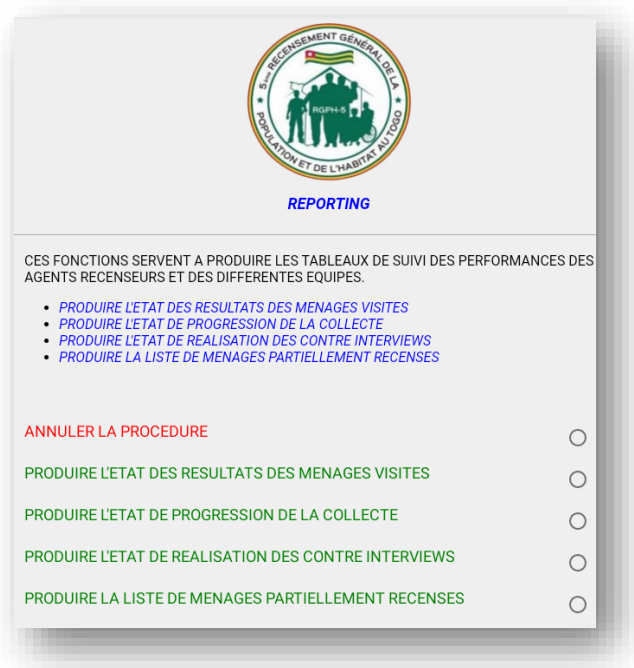 5ème RECENSEMENT GÉNÉRAL DE LA
RGPH-5
POPULATION ET DE L'HABITAT AU TOGO
REPORTING
CES FONCTIONS SERVENT A PRODUIRE LES TABLEAUX DE SUIVI DES PERFORMANCES DES
AGENTS RECENSEURS ET DES DIFFERENTES EQUIPES.
• PRODUIRE L'ETAT DES RESULTATS DES MENAGES VISITES
• PRODUIRE L'ETAT DE PROGRESSION DE LA COLLECTE
• PRODUIRE L'ETAT DE REALISATION DES CONTRE INTERVIEWS
• PRODUIRE LA LISTE DE MENAGES PARTIELLEMENT RECENSES
ANNULER LA PROCEDURE
PRODUIRE L'ETAT DES RESULTATS DES MENAGES VISITES
PRODUIRE L'ETAT DE PROGRESSION DE LA COLLECTE
PRODUIRE L'ETAT DE REALISATION DES CONTRE INTERVIEWS
PRODUIRE LA LISTE DE MENAGES PARTIELLEMENT RECENSES